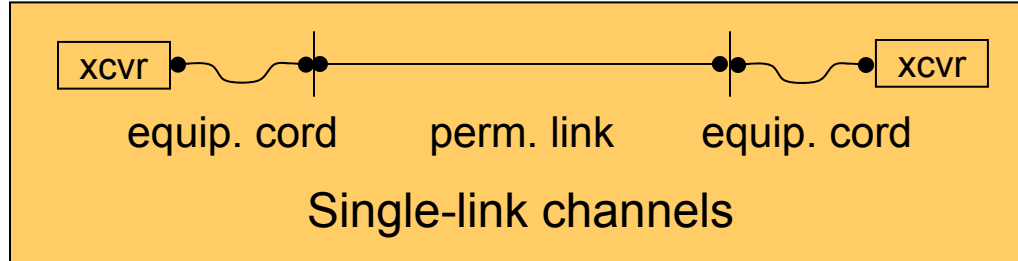 xcvr xcvr
equip. cord perm. link equip. cord
Single-link channels